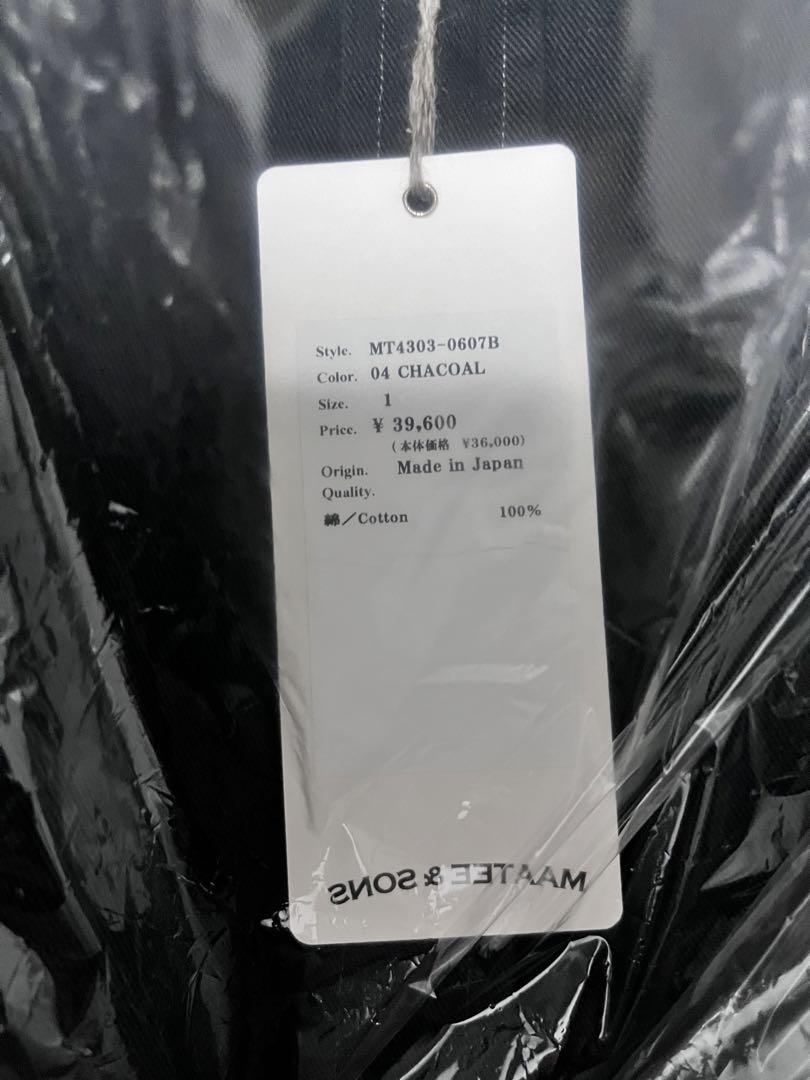 Style. MT4303-0607B
Color. 04 CHACOAL
Size. 1
Price. ¥ 39,600
(本体価格 ¥36,000)
Origin. Made in Japan
Quality.
綿／Cotton 100%
MAATEE & SONS